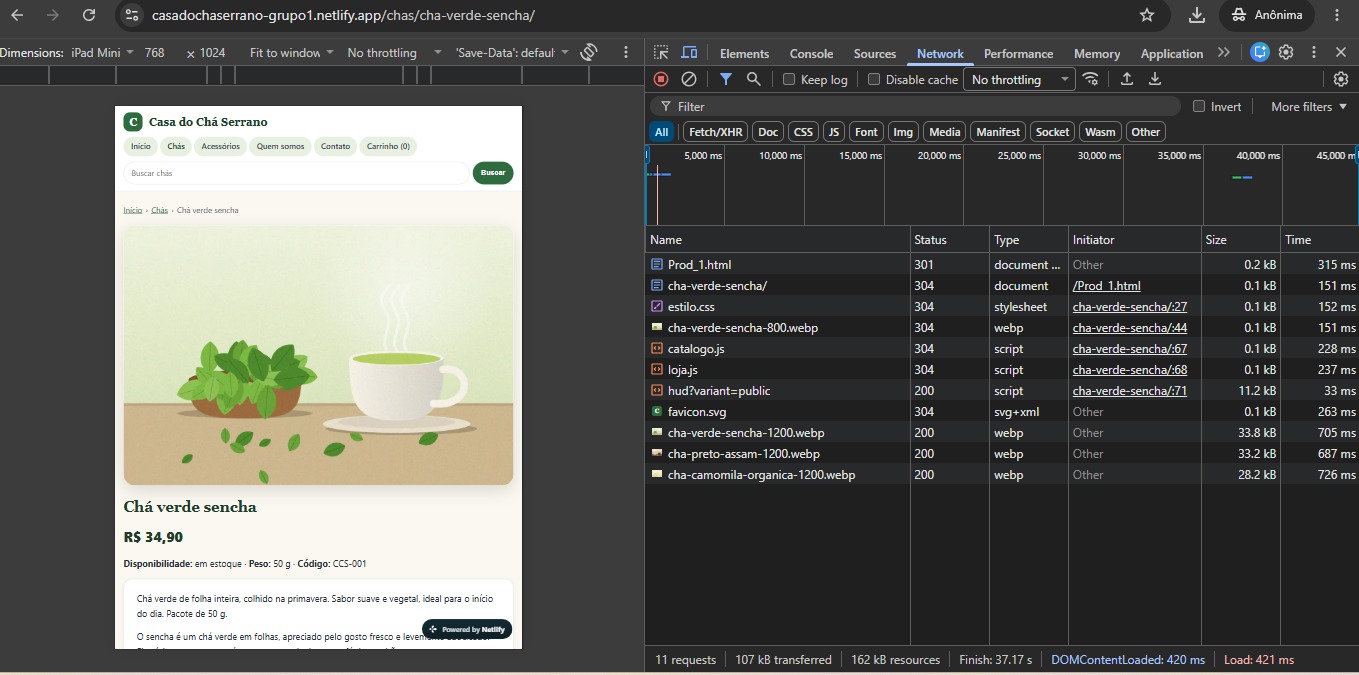 casadochaserrano-grupo1.netlify.app/chas/cha-verde-sencha/
Anônima
Dimensions: iPad Mini 768 × 1024 Fit to window No throttling 'Save-Data': defaul
Elements Console Sources Network Performance Memory Application
Keep log Disable cache No throttling
Filter Invert More filters
All Fetch/XHR Doc CSS JS Font Img Media Manifest Socket Wasm Other
5,000 ms 10,000 ms 15,000 ms 20,000 ms 25,000 ms 30,000 ms 35,000 ms 40,000 ms 45,000 m
Name Status Type Initiator Size Time
Prod_1.html 301 document ... Other 0.2 kB 315 ms
cha-verde-sencha/ 304 document /Prod_1.html 0.1 kB 151 ms
estilo.css 304 stylesheet cha-verde-sencha/:27 0.1 kB 152 ms
cha-verde-sencha-800.webp 304 webp cha-verde-sencha/:44 0.1 kB 151 ms
catalogo.js 304 script cha-verde-sencha/:67 0.1 kB 228 ms
loja.js 304 script cha-verde-sencha/:68 0.1 kB 237 ms
hud?variant=public 200 script cha-verde-sencha/:71 11.2 kB 33 ms
favicon.svg 304 svg+xml Other 0.1 kB 263 ms
cha-verde-sencha-1200.webp 200 webp Other 33.8 kB 705 ms
cha-preto-assam-1200.webp 200 webp Other 33.2 kB 687 ms
cha-camomila-organica-1200.webp 200 webp Other 28.2 kB 726 ms
11 requests 107 kB transferred 162 kB resources Finish: 37.17 s DOMContentLoaded: 420 ms Load: 421 ms
C Casa do Chá Serrano
Início Chás Acessórios Quem somos Contato Carrinho (0)
Buscar chás Buscar
Início › Chás › Chá verde sencha
Chá verde sencha
R$ 34,90
Disponibilidade: em estoque · Peso: 50 g · Código: CCS-001
Chá verde de folha inteira, colhido na primavera. Sabor suave e vegetal, ideal para o início
do dia. Pacote de 50 g.
O sencha é um chá verde em folhas, apreciado pelo gosto fresco e
Powered by Netlify